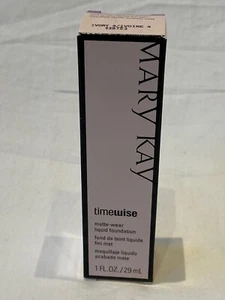 MARY KAY
timewise
matte-wear
liquid foundation
fond de teint liquide
fini mat
maquillaje líquido
acabado mate
1 FL. OZ./29 mL